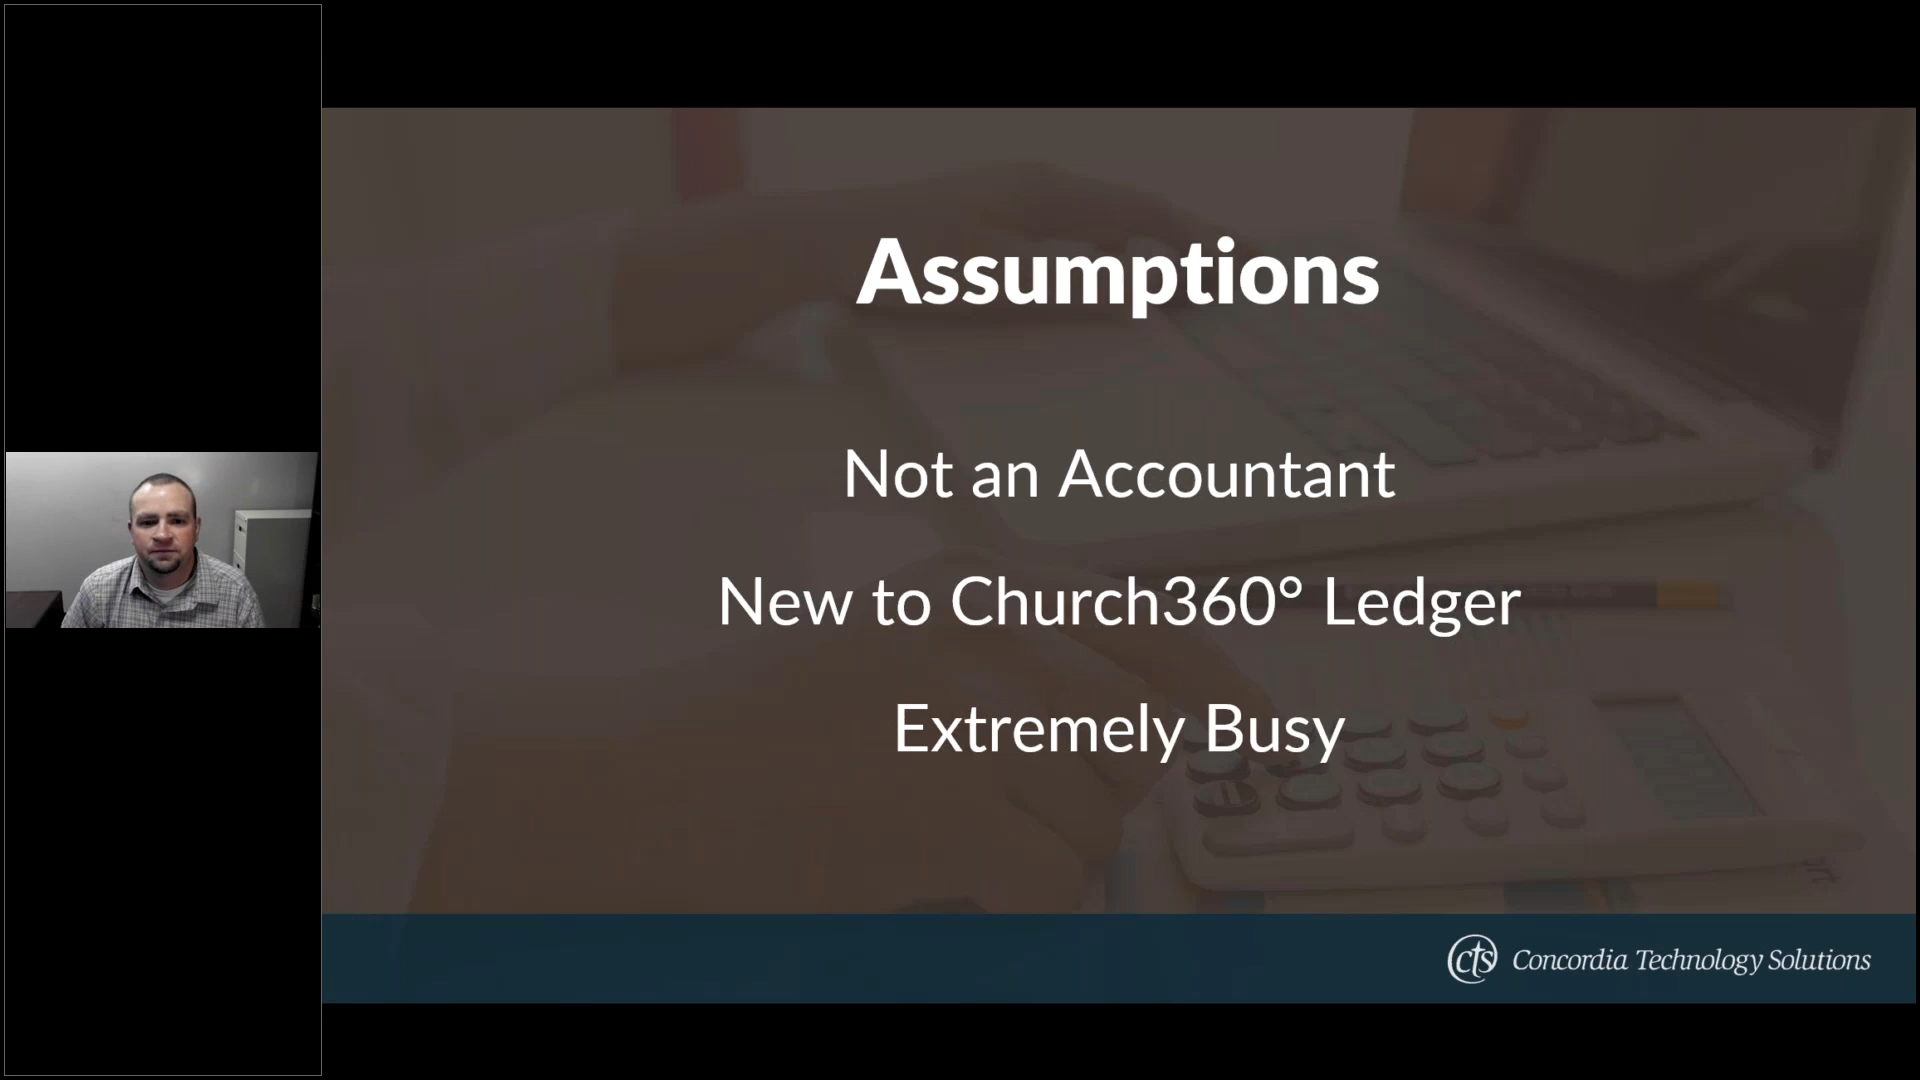 Assumptions
Not an Accountant
New to Church360° Ledger
Extremely Busy
cts Concordia Technology Solutions